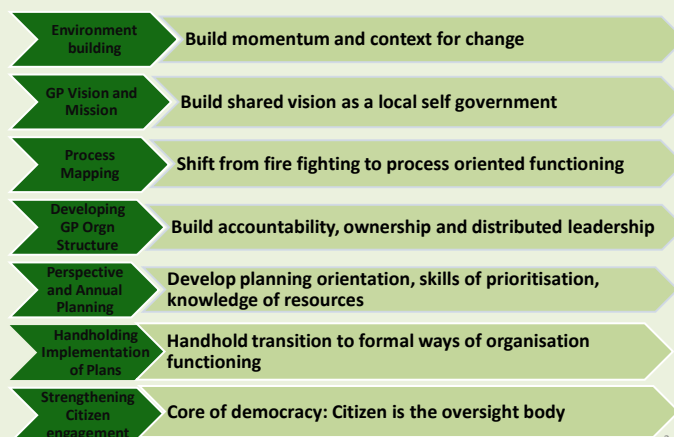 Environment
building
Build momentum and context for change
GP Vision and
Mission
Build shared vision as a local self government
Process
Mapping
Shift from fire fighting to process oriented functioning
Developing
GP Orgn
Structure
Build accountability, ownership and distributed leadership
Perspective
and Annual
Planning
Develop planning orientation, skills of prioritisation,
knowledge of resources
Handholding
Implementation
of Plans
Handhold transition to formal ways of organisation
functioning
Strengthening
Citizen
engagement
Core of democracy: Citizen is the oversight body